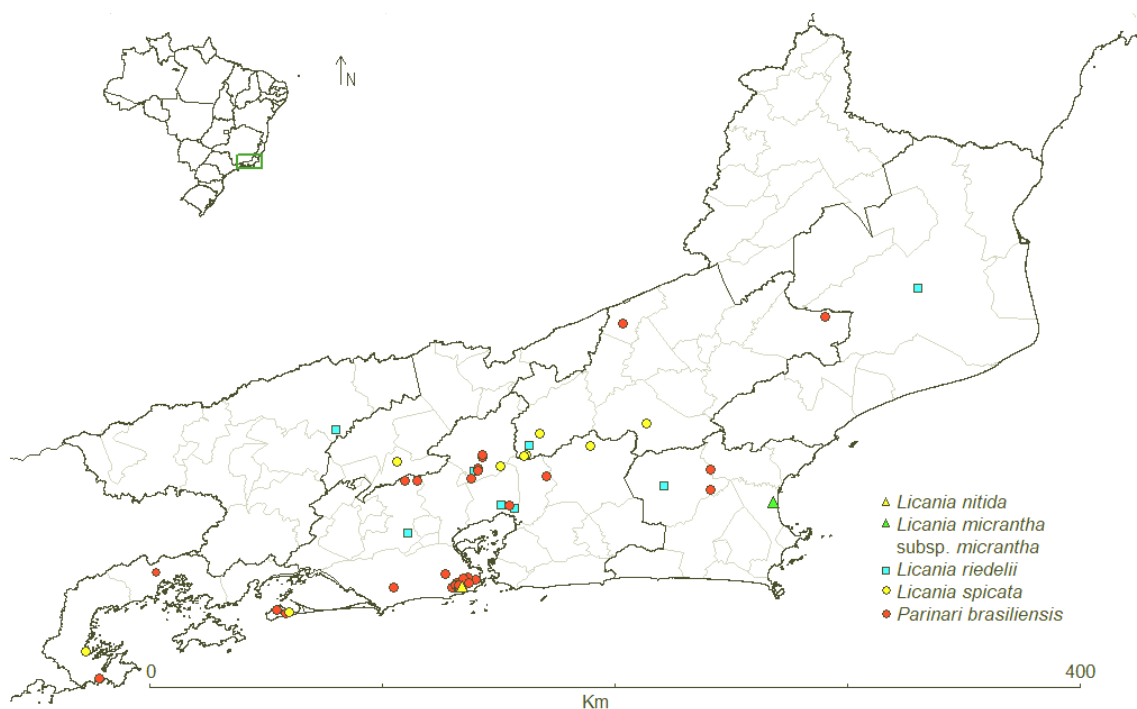 N
Licania nitida
Licania micrantha
subsp. micrantha
Licania riedelii
Licania spicata
Parinari brasiliensis
0
400
Km